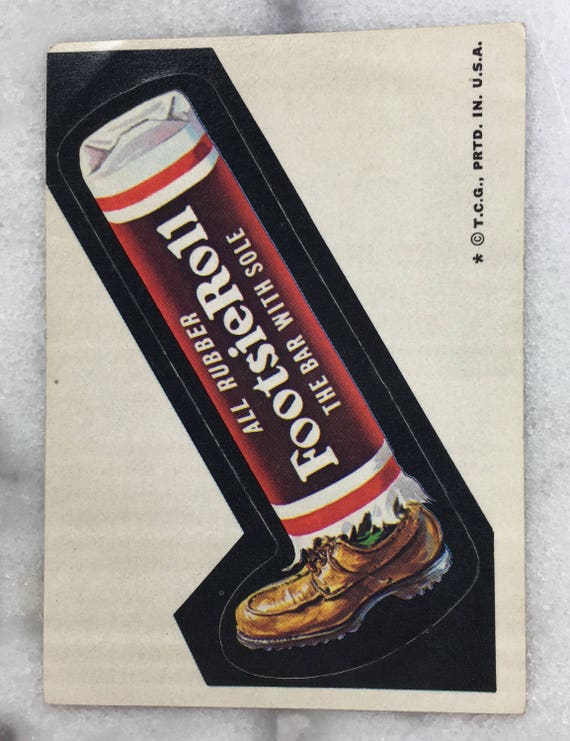 ALL RUBBER
FootsieRoll
THE BAR WITH SOLE
* © T.C.G., PRTD. IN. U.S.A.